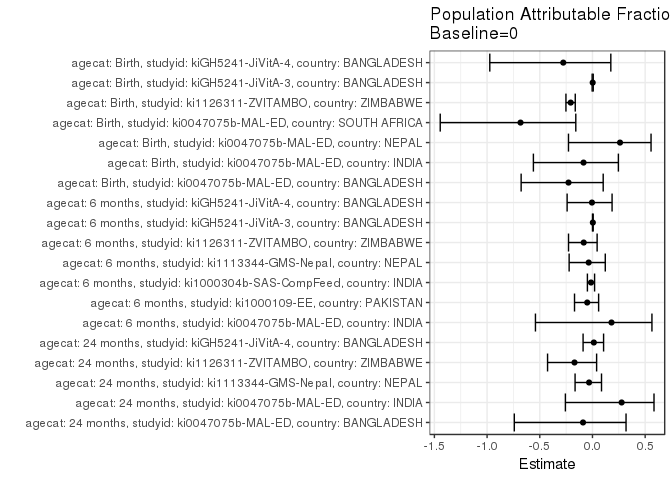 Population Attributable Fractio
Baseline=0
agecat: Birth, studyid: kiGH5241-JiVitA-4, country: BANGLADESH
agecat: Birth, studyid: kiGH5241-JiVitA-3, country: BANGLADESH
agecat: Birth, studyid: ki1126311-ZVITAMBO, country: ZIMBABWE
agecat: Birth, studyid: ki0047075b-MAL-ED, country: SOUTH AFRICA
agecat: Birth, studyid: ki0047075b-MAL-ED, country: NEPAL
agecat: Birth, studyid: ki0047075b-MAL-ED, country: INDIA
agecat: Birth, studyid: ki0047075b-MAL-ED, country: BANGLADESH
agecat: 6 months, studyid: kiGH5241-JiVitA-4, country: BANGLADESH
agecat: 6 months, studyid: kiGH5241-JiVitA-3, country: BANGLADESH
agecat: 6 months, studyid: ki1126311-ZVITAMBO, country: ZIMBABWE
agecat: 6 months, studyid: ki1113344-GMS-Nepal, country: NEPAL
agecat: 6 months, studyid: ki1000304b-SAS-CompFeed, country: INDIA
agecat: 6 months, studyid: ki1000109-EE, country: PAKISTAN
agecat: 6 months, studyid: ki0047075b-MAL-ED, country: INDIA
agecat: 24 months, studyid: kiGH5241-JiVitA-4, country: BANGLADESH
agecat: 24 months, studyid: ki1126311-ZVITAMBO, country: ZIMBABWE
agecat: 24 months, studyid: ki1113344-GMS-Nepal, country: NEPAL
agecat: 24 months, studyid: ki0047075b-MAL-ED, country: INDIA
agecat: 24 months, studyid: ki0047075b-MAL-ED, country: BANGLADESH
-1.5 -1.0 -0.5 0.0 0.5
Estimate